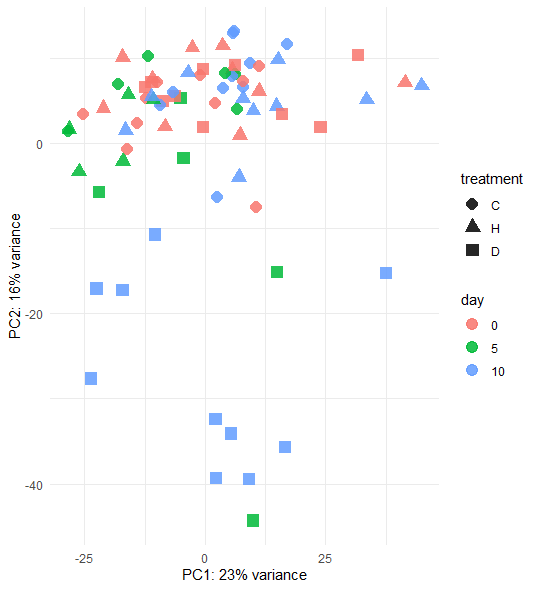 0
-20
-40
-25
0
25
PC1: 23% variance
PC2: 16% variance
treatment
C
H
D
day
0
5
10